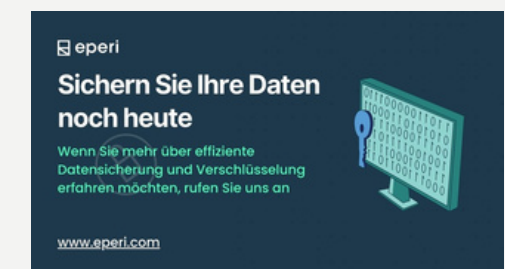 eperi
Sichern Sie Ihre Daten
noch heute
Wenn Sie mehr über effiziente
Datensicherung und Verschlüsselung
erfahren möchten, rufen Sie uns an
www.eperi.com